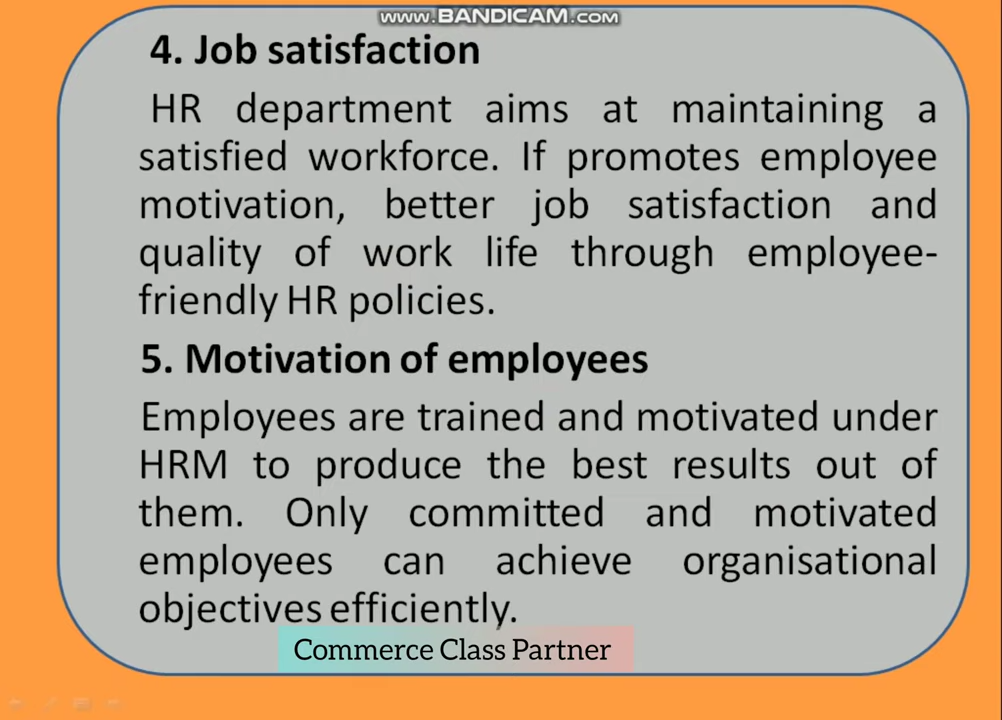 www.BANDICAM.com
4. Job satisfaction
HR department aims at maintaining a
satisfied workforce. If promotes employee
motivation, better job satisfaction and
quality of work life through employee-
friendly HR policies.
5. Motivation of employees
Employees are trained and motivated under
HRM to produce the best results out of
them. Only committed and motivated
employees can achieve organisational
objectives efficiently.
Commerce Class Partner